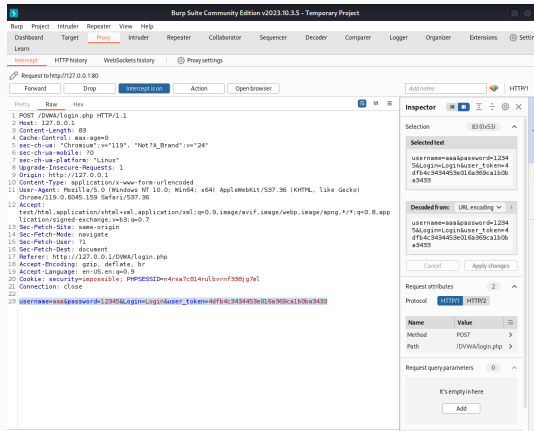 Burp Suite Community Edition v2023.10.3.5 - Temporary Project
Burp Project Intruder Repeater View Help
Dashboard Target Proxy Intruder Repeater Collaborator Sequencer Decoder Comparer Logger Organizer Extensions Settin
Learn
Intercept HTTP history WebSockets history Proxy settings
Request to http://127.0.0.1:80
Forward Drop Intercept is on Action Open browser Add notes HTTP/1
Pretty Raw Hex
1 POST /DVWA/login.php HTTP/1.1
2 Host: 127.0.0.1
3 Content-Length: 83
4 Cache-Control: max-age=0
5 sec-ch-ua: "Chromium";v="119", "Not?A_Brand";v="24"
6 sec-ch-ua-mobile: ?0
7 sec-ch-ua-platform: "Linux"
8 Upgrade-Insecure-Requests: 1
9 Origin: http://127.0.0.1
10 Content-Type: application/x-www-form-urlencoded
11 User-Agent: Mozilla/5.0 (Windows NT 10.0; Win64; x64) AppleWebKit/537.36 (KHTML, like Gecko)
Chrome/119.0.6045.159 Safari/537.36
12 Accept:
text/html,application/xhtml+xml,application/xml;q=0.9,image/avif,image/webp,image/apng,*/*;q=0.8,app
lication/signed-exchange;v=b3;q=0.7
13 Sec-Fetch-Site: same-origin
14 Sec-Fetch-Mode: navigate
15 Sec-Fetch-User: ?1
16 Sec-Fetch-Dest: document
17 Referer: http://127.0.0.1/DVWA/login.php
18 Accept-Encoding: gzip, deflate, br
19 Accept-Language: en-US,en;q=0.9
20 Cookie: security=impossible; PHPSESSID=n4rsa7c814rulbvrnf338jg7ml
21 Connection: close
22
23 username=aaa&password=12345&Login=Login&user_token=4dfb4c3434453e016a369ca1b0ba3433
Inspector
Selection 83 (0x53)
Selected text
username=aaa&password=1234
5&Login=Login&user_token=4
dfb4c3434453e016a369ca1b0b
a3433
Decoded from: URL encoding
username=aaa&password=1234
5&Login=Login&user_token=4
dfb4c3434453e016a369ca1b0b
a3433
Cancel Apply changes
Request attributes 2
Protocol HTTP/1 HTTP/2
Name Value
Method POST
Path /DVWA/login.php
Request query parameters 0
It's empty in here
Add